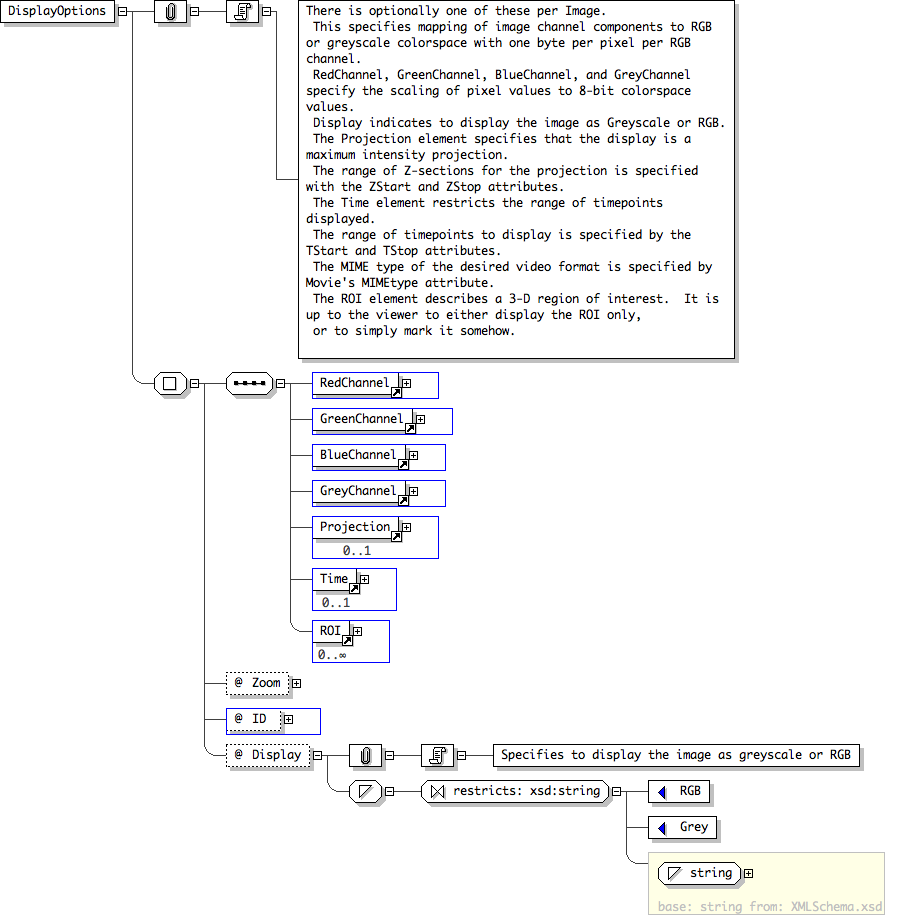 DisplayOptions
There is optionally one of these per Image.
This specifies mapping of image channel components to RGB
or greyscale colorspace with one byte per pixel per RGB
channel.
RedChannel, GreenChannel, BlueChannel, and GreyChannel
specify the scaling of pixel values to 8-bit colorspace
values.
Display indicates to display the image as Greyscale or RGB.
The Projection element specifies that the display is a
maximum intensity projection.
The range of Z-sections for the projection is specified
with the ZStart and ZStop attributes.
The Time element restricts the range of timepoints
displayed.
The range of timepoints to display is specified by the
TStart and TStop attributes.
The MIME type of the desired video format is specified by
Movie's MIMEtype attribute.
The ROI element describes a 3-D region of interest.  It is
up to the viewer to either display the ROI only,
or to simply mark it somehow.
RedChannel
GreenChannel
BlueChannel
GreyChannel
Projection
0..1
Time
0..1
ROI
0..∞
@ Zoom
@ ID
@ Display
Specifies to display the image as greyscale or RGB
restricts: xsd:string
RGB
Grey
string
base: string from: XMLSchema.xsd